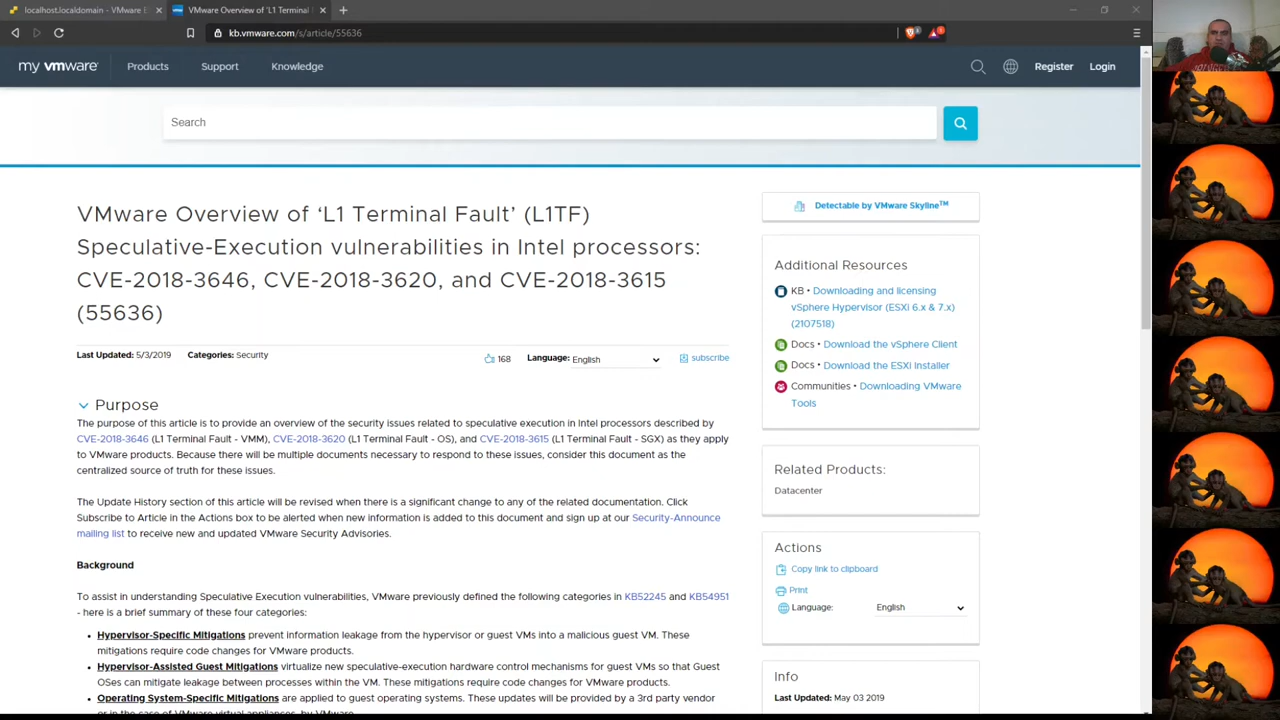 localhost.localdomain - VMware E
VMware Overview of 'L1 Terminal
kb.vmware.com/s/article/55636
my vmware
Products
Support
Knowledge
Register
Login
Search
VMware Overview of ‘L1 Terminal Fault’ (L1TF)
Speculative-Execution vulnerabilities in Intel processors:
CVE-2018-3646, CVE-2018-3620, and CVE-2018-3615
(55636)
Last Updated: 5/3/2019 Categories: Security
168
Language: English
subscribe
Purpose
The purpose of this article is to provide an overview of the security issues related to speculative execution in Intel processors described by
CVE-2018-3646 (L1 Terminal Fault - VMM), CVE-2018-3620 (L1 Terminal Fault - OS), and CVE-2018-3615 (L1 Terminal Fault - SGX) as they apply
to VMware products. Because there will be multiple documents necessary to respond to these issues, consider this document as the
centralized source of truth for these issues.
The Update History section of this article will be revised when there is a significant change to any of the related documentation. Click
Subscribe to Article in the Actions box to be alerted when new information is added to this document and sign up at our Security-Announce
mailing list to receive new and updated VMware Security Advisories.
Background
To assist in understanding Speculative Execution vulnerabilities, VMware previously defined the following categories in KB52245 and KB54951
- here is a brief summary of these four categories:
• Hypervisor-Specific Mitigations prevent information leakage from the hypervisor or guest VMs into a malicious guest VM. These
mitigations require code changes for VMware products.
• Hypervisor-Assisted Guest Mitigations virtualize new speculative-execution hardware control mechanisms for guest VMs so that Guest
OSes can mitigate leakage between processes within the VM. These mitigations require code changes for VMware products.
• Operating System-Specific Mitigations are applied to guest operating systems. These updates will be provided by a 3rd party vendor
or in the case of VMware virtual appliances, by VMware.
Detectable by VMware Skyline™
Additional Resources
KB • Downloading and licensing
vSphere Hypervisor (ESXi 6.x & 7.x)
(2107518)
Docs • Download the vSphere Client
Docs • Download the ESXi Installer
Communities • Downloading VMware
Tools
Related Products:
Datacenter
Actions
Copy link to clipboard
Print
Language: English
Info
Last Updated: May 03 2019